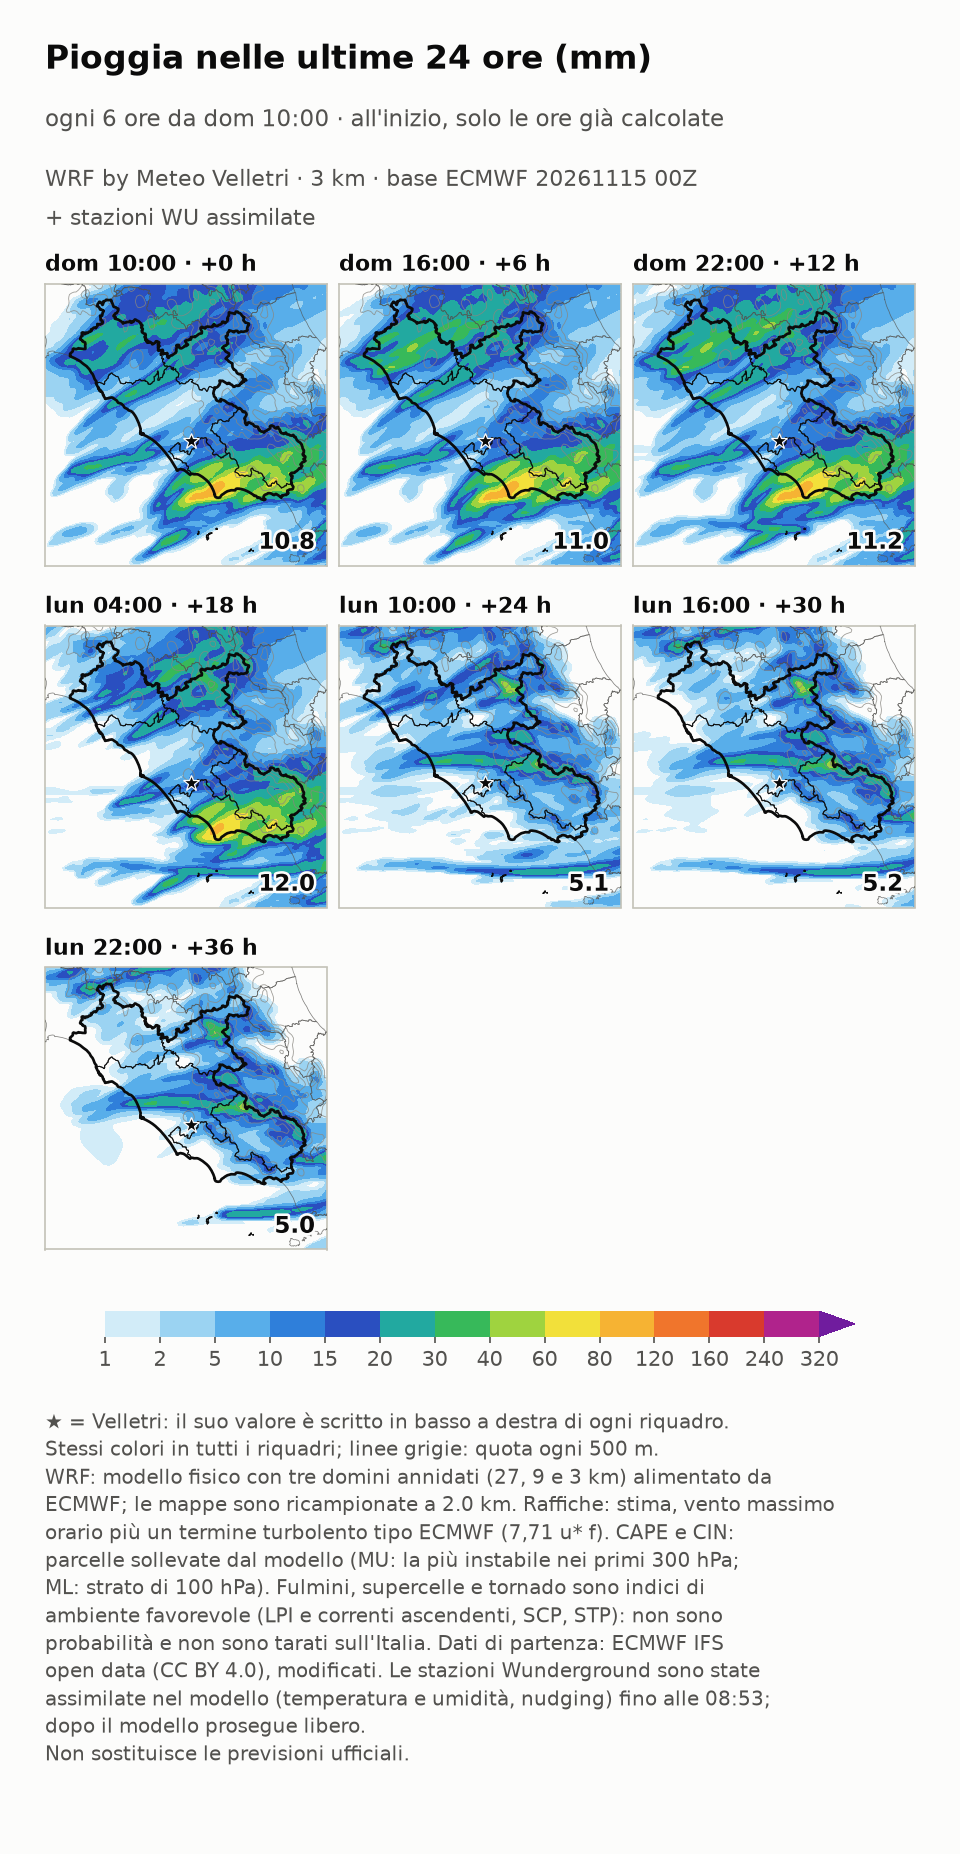 Pioggia nelle ultime 24 ore (mm)
ogni 6 ore da dom 10:00 · all'inizio, solo le ore già calcolate
WRF by Meteo Velletri · 3 km · base ECMWF 20261115 00Z
+ stazioni WU assimilate
dom 10:00 · +0 h
dom 16:00 · +6 h
dom 22:00 · +12 h
10.8
11.0
11.2
lun 04:00 · +18 h
lun 10:00 · +24 h
lun 16:00 · +30 h
12.0
5.1
5.2
lun 22:00 · +36 h
5.0
1 2 5 10 15 20 30 40 60 80 120 160 240 320
★ = Velletri: il suo valore è scritto in basso a destra di ogni riquadro.
Stessi colori in tutti i riquadri; linee grigie: quota ogni 500 m.
WRF: modello fisico con tre domini annidati (27, 9 e 3 km) alimentato da
ECMWF; le mappe sono ricampionate a 2.0 km. Raffiche: stima, vento massimo
orario più un termine turbolento tipo ECMWF (7,71 u* f). CAPE e CIN:
parcelle sollevate dal modello (MU: la più instabile nei primi 300 hPa;
ML: strato di 100 hPa). Fulmini, supercelle e tornado sono indici di
ambiente favorevole (LPI e correnti ascendenti, SCP, STP): non sono
probabilità e non sono tarati sull'Italia. Dati di partenza: ECMWF IFS
open data (CC BY 4.0), modificati. Le stazioni Wunderground sono state
assimilate nel modello (temperatura e umidità, nudging) fino alle 08:53;
dopo il modello prosegue libero.
Non sostituisce le previsioni ufficiali.